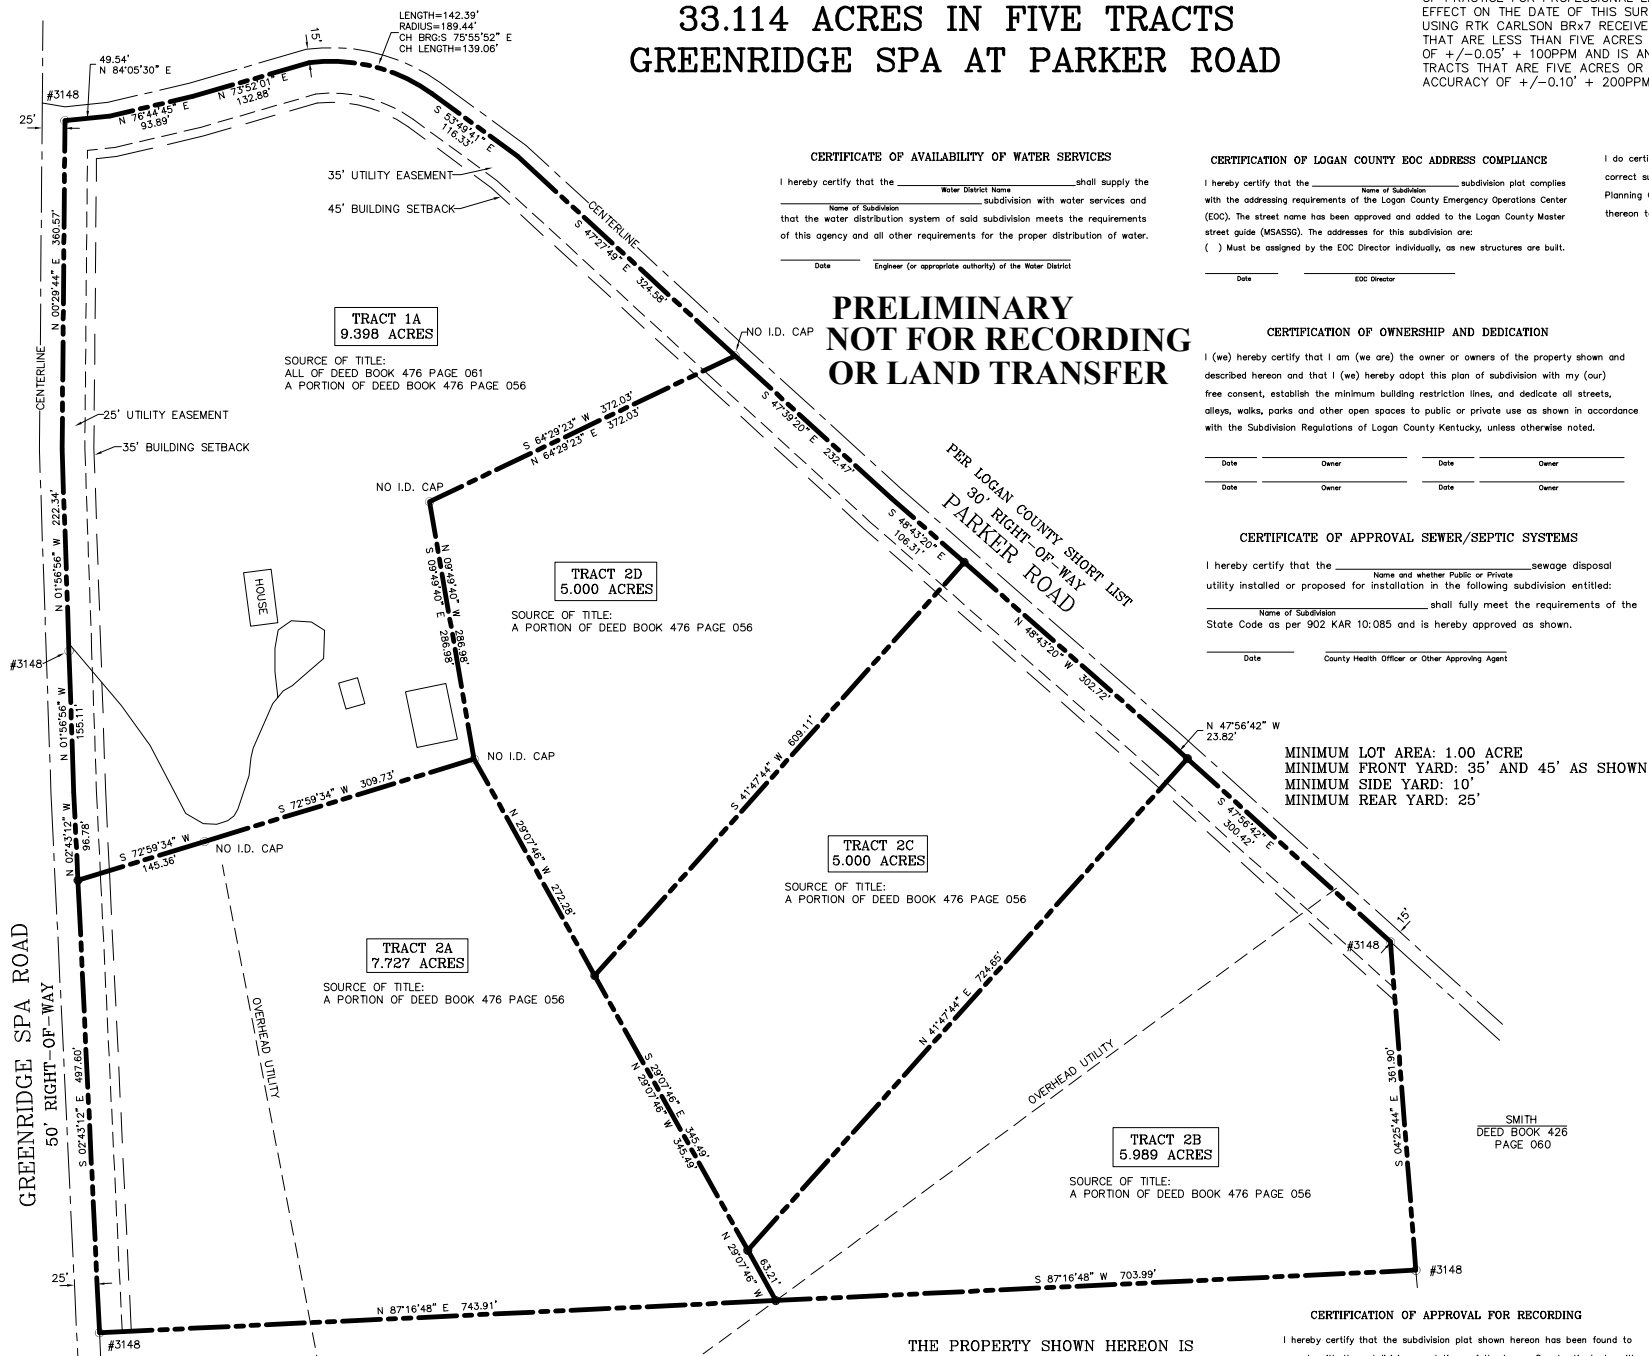 33.114 ACRES IN FIVE TRACTS
GREENRIDGE SPA AT PARKER ROAD
EFFECT ON THE DATE OF THIS SUR
USING RTK CARLSON BRx7 RECEIVE
THAT ARE LESS THAN FIVE ACRES
OF +/-0.05' + 100PPM AND IS AN
TRACTS THAT ARE FIVE ACRES OR
ACCURACY OF +/-0.10' + 200PPM
LENGTH=142.39'
RADIUS=189.44'
CH BRG:S 75°55'52" E
CH LENGTH=139.06'
15'
49.54'
N 84°05'30" E
#3148
25'
N 76°44'45" E
93.89'
N 73°52'01" E
132.88'
S 53°49'41" E
116.33'
35' UTILITY EASEMENT
45' BUILDING SETBACK
CENTERLINE
S 47°27'49" E
324.58'
N 00°29'44" E 360.57'
CENTERLINE
TRACT 1A
9.398 ACRES
SOURCE OF TITLE:
ALL OF DEED BOOK 476 PAGE 061
A PORTION OF DEED BOOK 476 PAGE 056
25' UTILITY EASEMENT
35' BUILDING SETBACK
NO I.D. CAP
S 64°29'23" W 372.03'
N 64°29'23" E 372.03'
NO I.D. CAP
S 47°39'20" E
232.47'
S 48°43'20" E
106.31'
PER LOGAN COUNTY SHORT LIST
30' RIGHT-OF-WAY
PARKER ROAD
N 01°56'56" W 222.34'
HOUSE
N 09°49'40" W 286.98'
S 09°49'40" E 286.98'
TRACT 2D
5.000 ACRES
SOURCE OF TITLE:
A PORTION OF DEED BOOK 476 PAGE 056
#3148
N 01°56'56" W
155.11'
NO I.D. CAP
S 72°59'34" W 309.73'
S 72°59'34" W
145.36'
NO I.D. CAP
N 02°43'12" W
96.78'
N 48°43'20" W
302.72'
N 47°56'42" W
23.82'
S 41°47'44" W 609.11'
N 29°07'46" W 272.28'
TRACT 2C
5.000 ACRES
SOURCE OF TITLE:
A PORTION OF DEED BOOK 476 PAGE 056
S 47°56'42" E
300.42'
15'
#3148
TRACT 2A
7.727 ACRES
SOURCE OF TITLE:
A PORTION OF DEED BOOK 476 PAGE 056
N 41°47'44" E 724.65'
OVERHEAD UTILITY
OVERHEAD UTILITY
GREENRIDGE SPA ROAD
50' RIGHT-OF-WAY
S 02°43'12" E 497.60'
S 29°07'46" E 345.49'
N 29°07'46" W 345.49'
S 04°25'44" E 361.90'
SMITH
DEED BOOK 426
PAGE 060
TRACT 2B
5.989 ACRES
SOURCE OF TITLE:
A PORTION OF DEED BOOK 476 PAGE 056
N 29°07'46" W
63.21'
25'
N 87°16'48" E 743.91'
S 87°16'48" W 703.99'
#3148
#3148
THE PROPERTY SHOWN HEREON IS
CERTIFICATE OF AVAILABILITY OF WATER SERVICES
I hereby certify that the shall supply the
Water District Name
subdivision with water services and
Name of Subdivision
that the water distribution system of said subdivision meets the requirements
of this agency and all other requirements for the proper distribution of water.
Date Engineer (or appropriate authority) of the Water District
PRELIMINARY
NOT FOR RECORDING
OR LAND TRANSFER
CERTIFICATION OF LOGAN COUNTY EOC ADDRESS COMPLIANCE
I hereby certify that the subdivision plat complies
Name of Subdivision
with the addressing requirements of the Logan County Emergency Operations Center
(EOC). The street name has been approved and added to the Logan County Master
street guide (MSASSG). The addresses for this subdivision are:
( ) Must be assigned by the EOC Director individually, as new structures are built.
Date EOC Director
I do certi
correct su
Planning
thereon t
CERTIFICATION OF OWNERSHIP AND DEDICATION
I (we) hereby certify that I am (we are) the owner or owners of the property shown and
described hereon and that I (we) hereby adopt this plan of subdivision with my (our)
free consent, establish the minimum building restriction lines, and dedicate all streets,
alleys, walks, parks and other open spaces to public or private use as shown in accordance
with the Subdivision Regulations of Logan County Kentucky, unless otherwise noted.
Date Owner Date Owner
Date Owner Date Owner
CERTIFICATE OF APPROVAL SEWER/SEPTIC SYSTEMS
I hereby certify that the sewage disposal
Name and whether Public or Private
utility installed or proposed for installation in the following subdivision entitled:
shall fully meet the requirements of the
Name of Subdivision
State Code as per 902 KAR 10:085 and is hereby approved as shown.
Date County Health Officer or Other Approving Agent
MINIMUM LOT AREA: 1.00 ACRE
MINIMUM FRONT YARD: 35' AND 45' AS SHOWN
MINIMUM SIDE YARD: 10'
MINIMUM REAR YARD: 25'
CERTIFICATION OF APPROVAL FOR RECORDING
I hereby certify that the subdivision plat shown hereon has been found to